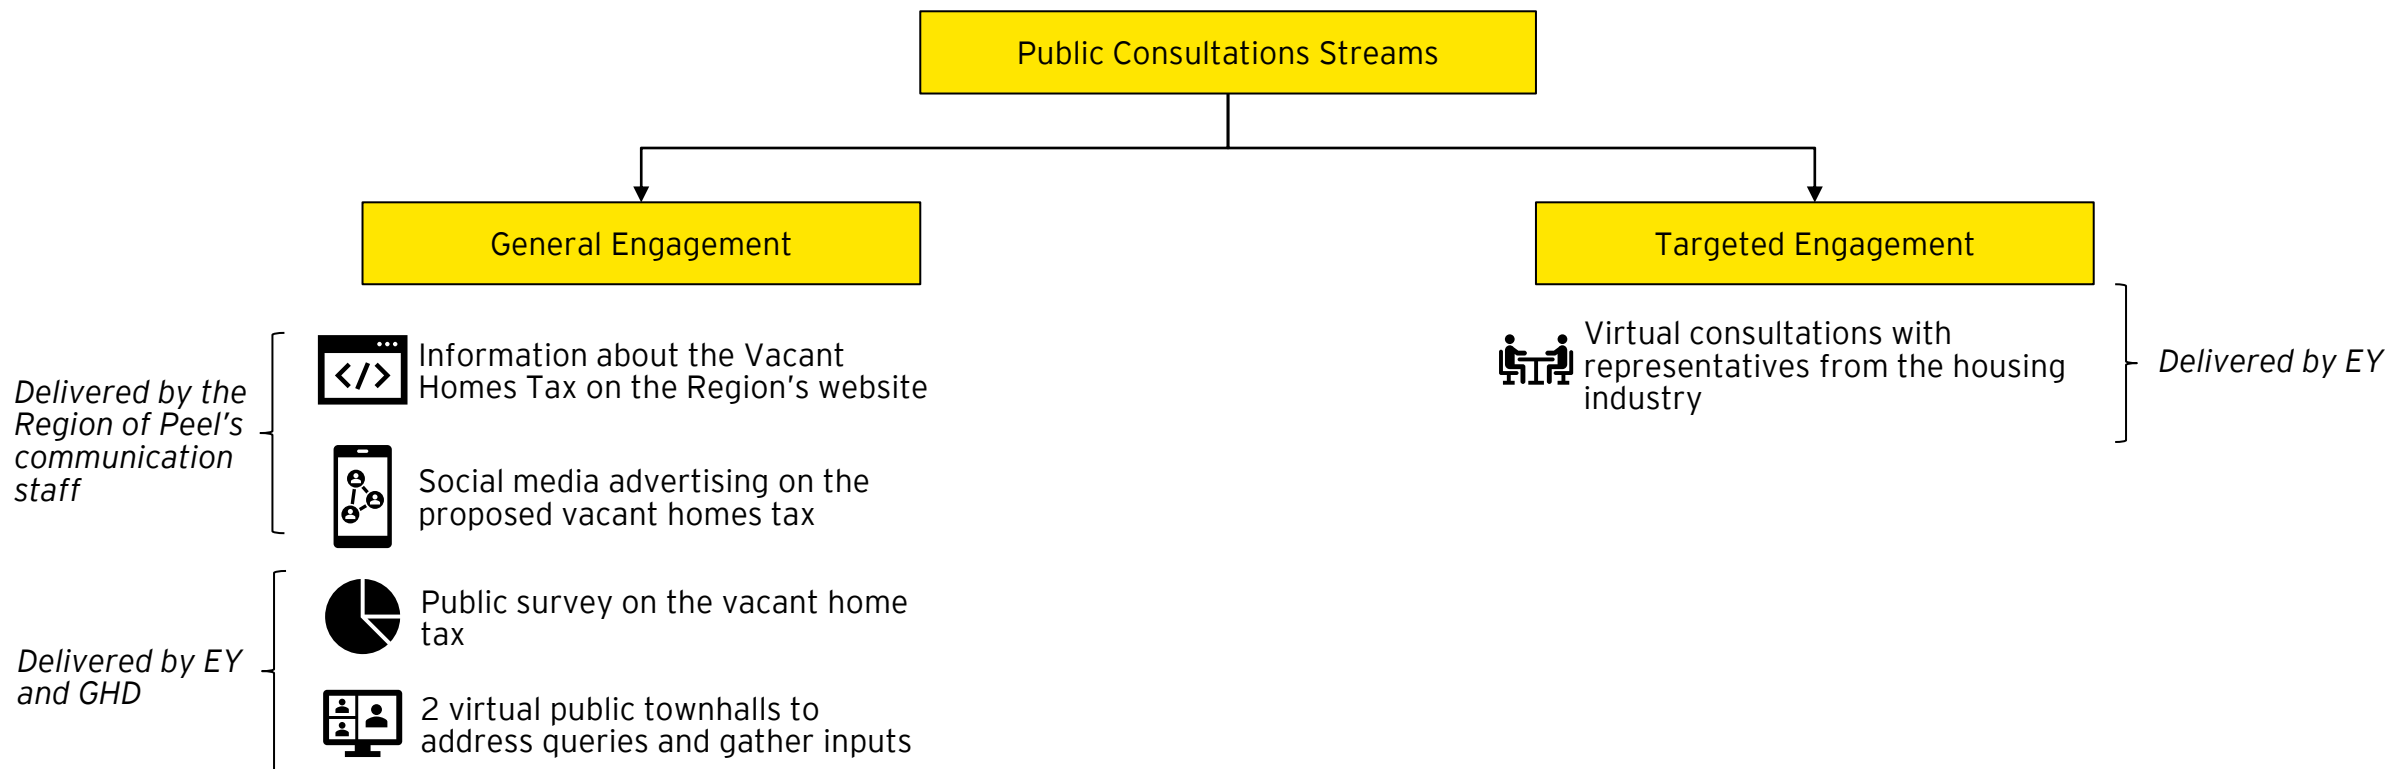 Public Consultations Streams
General Engagement
Targeted Engagement
Delivered by the
Region of Peel's
communication
staff
Information about the Vacant
Homes Tax on the Region's website
Social media advertising on the
proposed vacant homes tax
Delivered by EY
and GHD
Public survey on the vacant home
tax
2 virtual public townhalls to
address queries and gather inputs
Virtual consultations with
representatives from the housing
industry
Delivered by EY